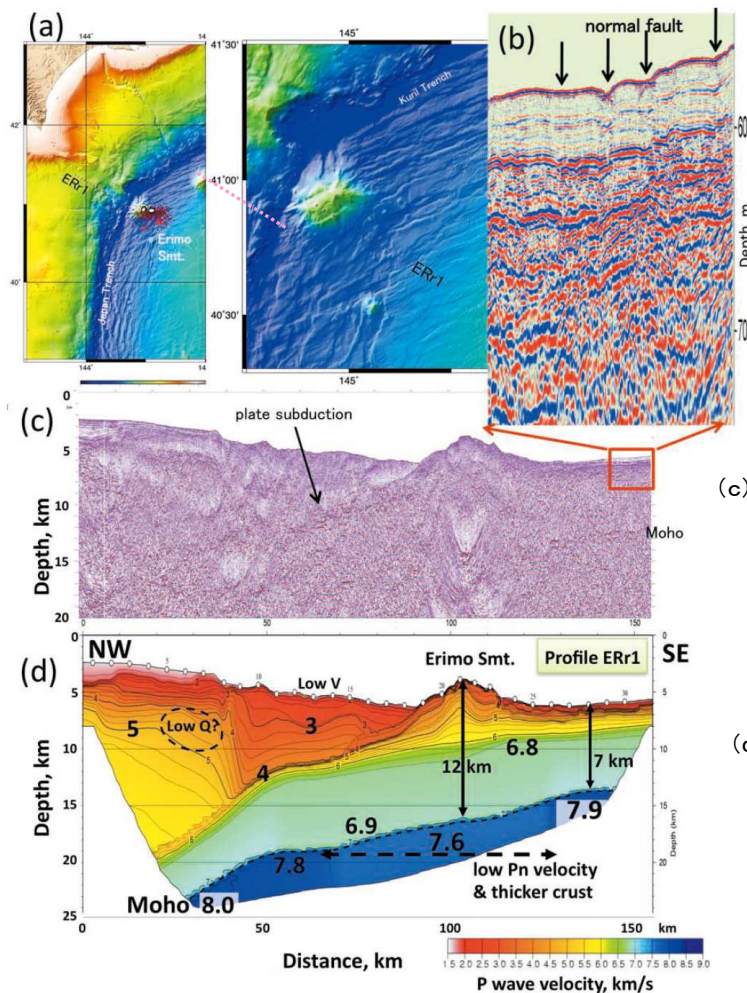 (a)
42˚
40˚
144˚
144˚
14
14
ERr1
Erimo
Smt.
Japan Trench
145˚
41˚30'
41˚00'
40˚30'
145˚
Kuril Trench
ERr1
(b)
normal fault
60
70
(c)
plate subduction
Moho
Depth, km
0
5
10
15
20
0
50
100
150
(c)
(d)
NW
SE
Erimo Smt.
Profile ERr1
Low V
Low Q?
5
3
4
6.8
12 km
7 km
6.9
7.6
7.9
7.8
8.0
Moho
low Pn velocity
& thicker crust
Depth, km
0
5
10
15
20
25
0
5
10
15
20
Depth (km)
0
50
100
150 km
Distance, km
1.5 2.0 2.5 3.0 3.5 4.0 4.5 5.0 5.5 6.0 6.5 7.0 7.5 8.0 9.0
P wave velocity, km/s